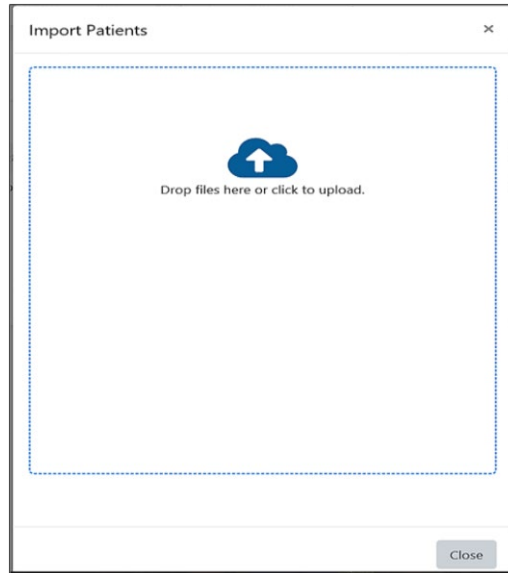 Import Patients ×
Drop files here or click to upload.
Close